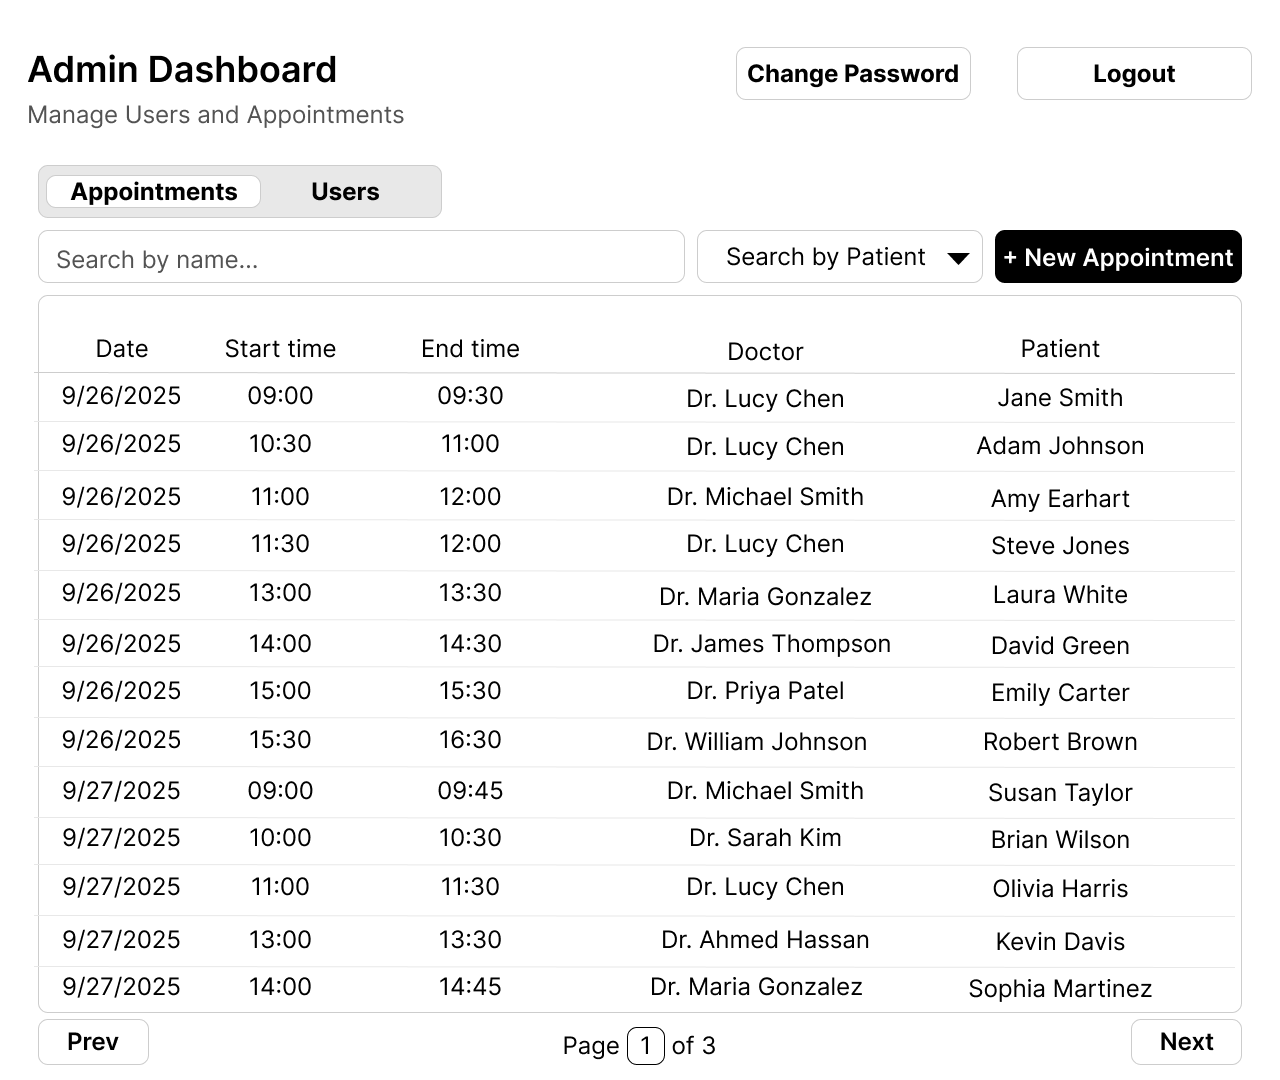 Admin Dashboard
Change Password
Logout
Manage Users and Appointments
Appointments
Users
Search by name...
Search by Patient
+ New Appointment
Date Start time End time Doctor Patient
9/26/2025 09:00 09:30 Dr. Lucy Chen Jane Smith
9/26/2025 10:30 11:00 Dr. Lucy Chen Adam Johnson
9/26/2025 11:00 12:00 Dr. Michael Smith Amy Earhart
9/26/2025 11:30 12:00 Dr. Lucy Chen Steve Jones
9/26/2025 13:00 13:30 Dr. Maria Gonzalez Laura White
9/26/2025 14:00 14:30 Dr. James Thompson David Green
9/26/2025 15:00 15:30 Dr. Priya Patel Emily Carter
9/26/2025 15:30 16:30 Dr. William Johnson Robert Brown
9/27/2025 09:00 09:45 Dr. Michael Smith Susan Taylor
9/27/2025 10:00 10:30 Dr. Sarah Kim Brian Wilson
9/27/2025 11:00 11:30 Dr. Lucy Chen Olivia Harris
9/27/2025 13:00 13:30 Dr. Ahmed Hassan Kevin Davis
9/27/2025 14:00 14:45 Dr. Maria Gonzalez Sophia Martinez
Prev
Page 1 of 3
Next